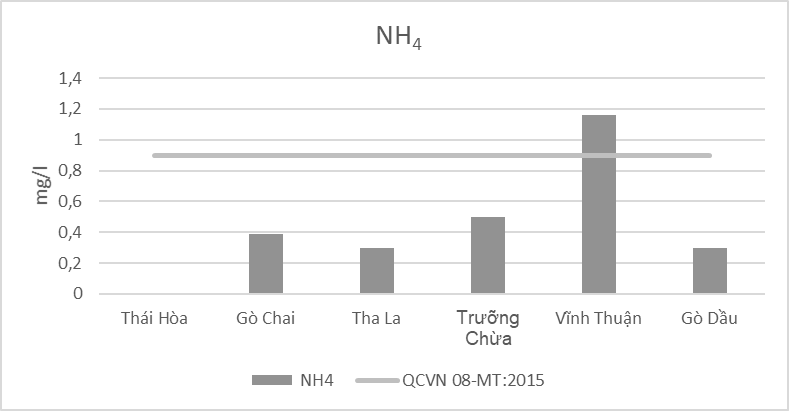 NH4
1,4
1,2
1
0,8
0,6
0,4
0,2
0
mg/l
Thái Hòa
Gò Chai
Tha La
Trưỡng
Chừa
Vĩnh Thuận
Gò Dầu
NH4
QCVN 08-MT:2015